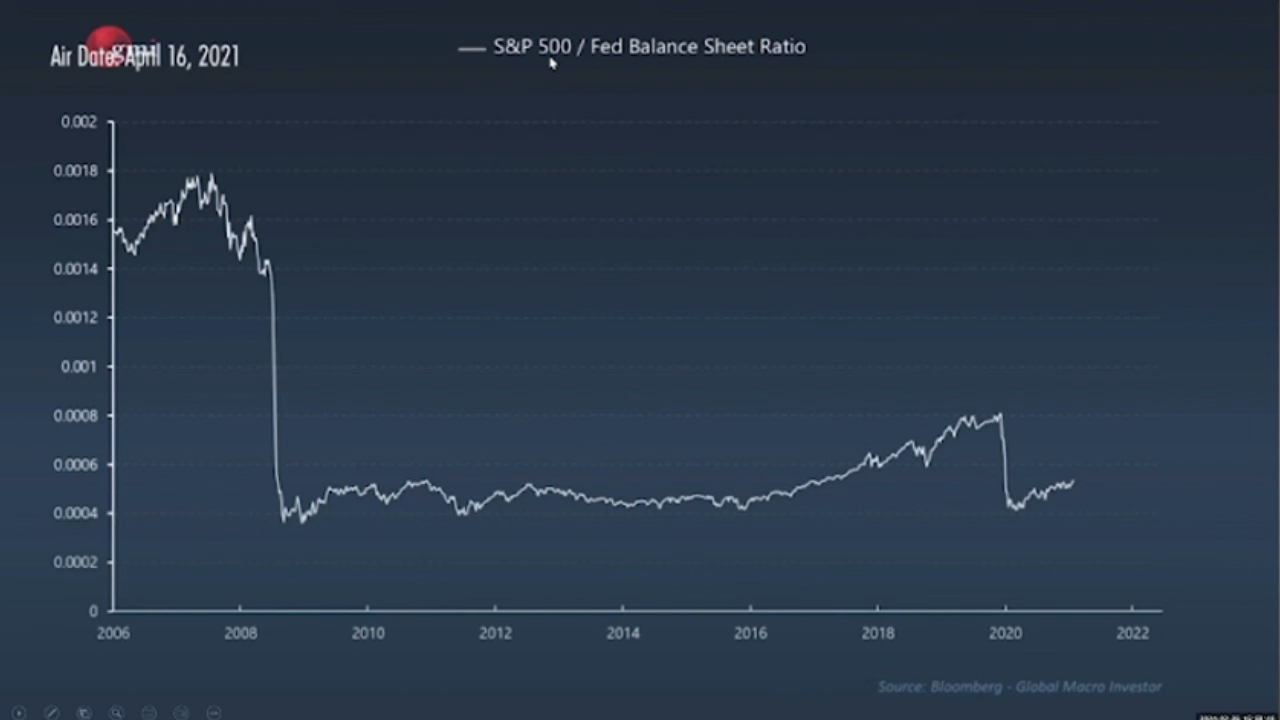 Air Date: April 16, 2021
S&P 500 / Fed Balance Sheet Ratio
0.002
0.0018
0.0016
0.0014
0.0012
0.001
0.0008
0.0006
0.0004
0.0002
0
2006 2008 2010 2012 2014 2016 2018 2020 2022
Source: Bloomberg - Global Macro Investor